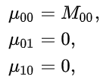 μ₀₀ = M₀₀,
μ₀₁ = 0,
μ₁₀ = 0,